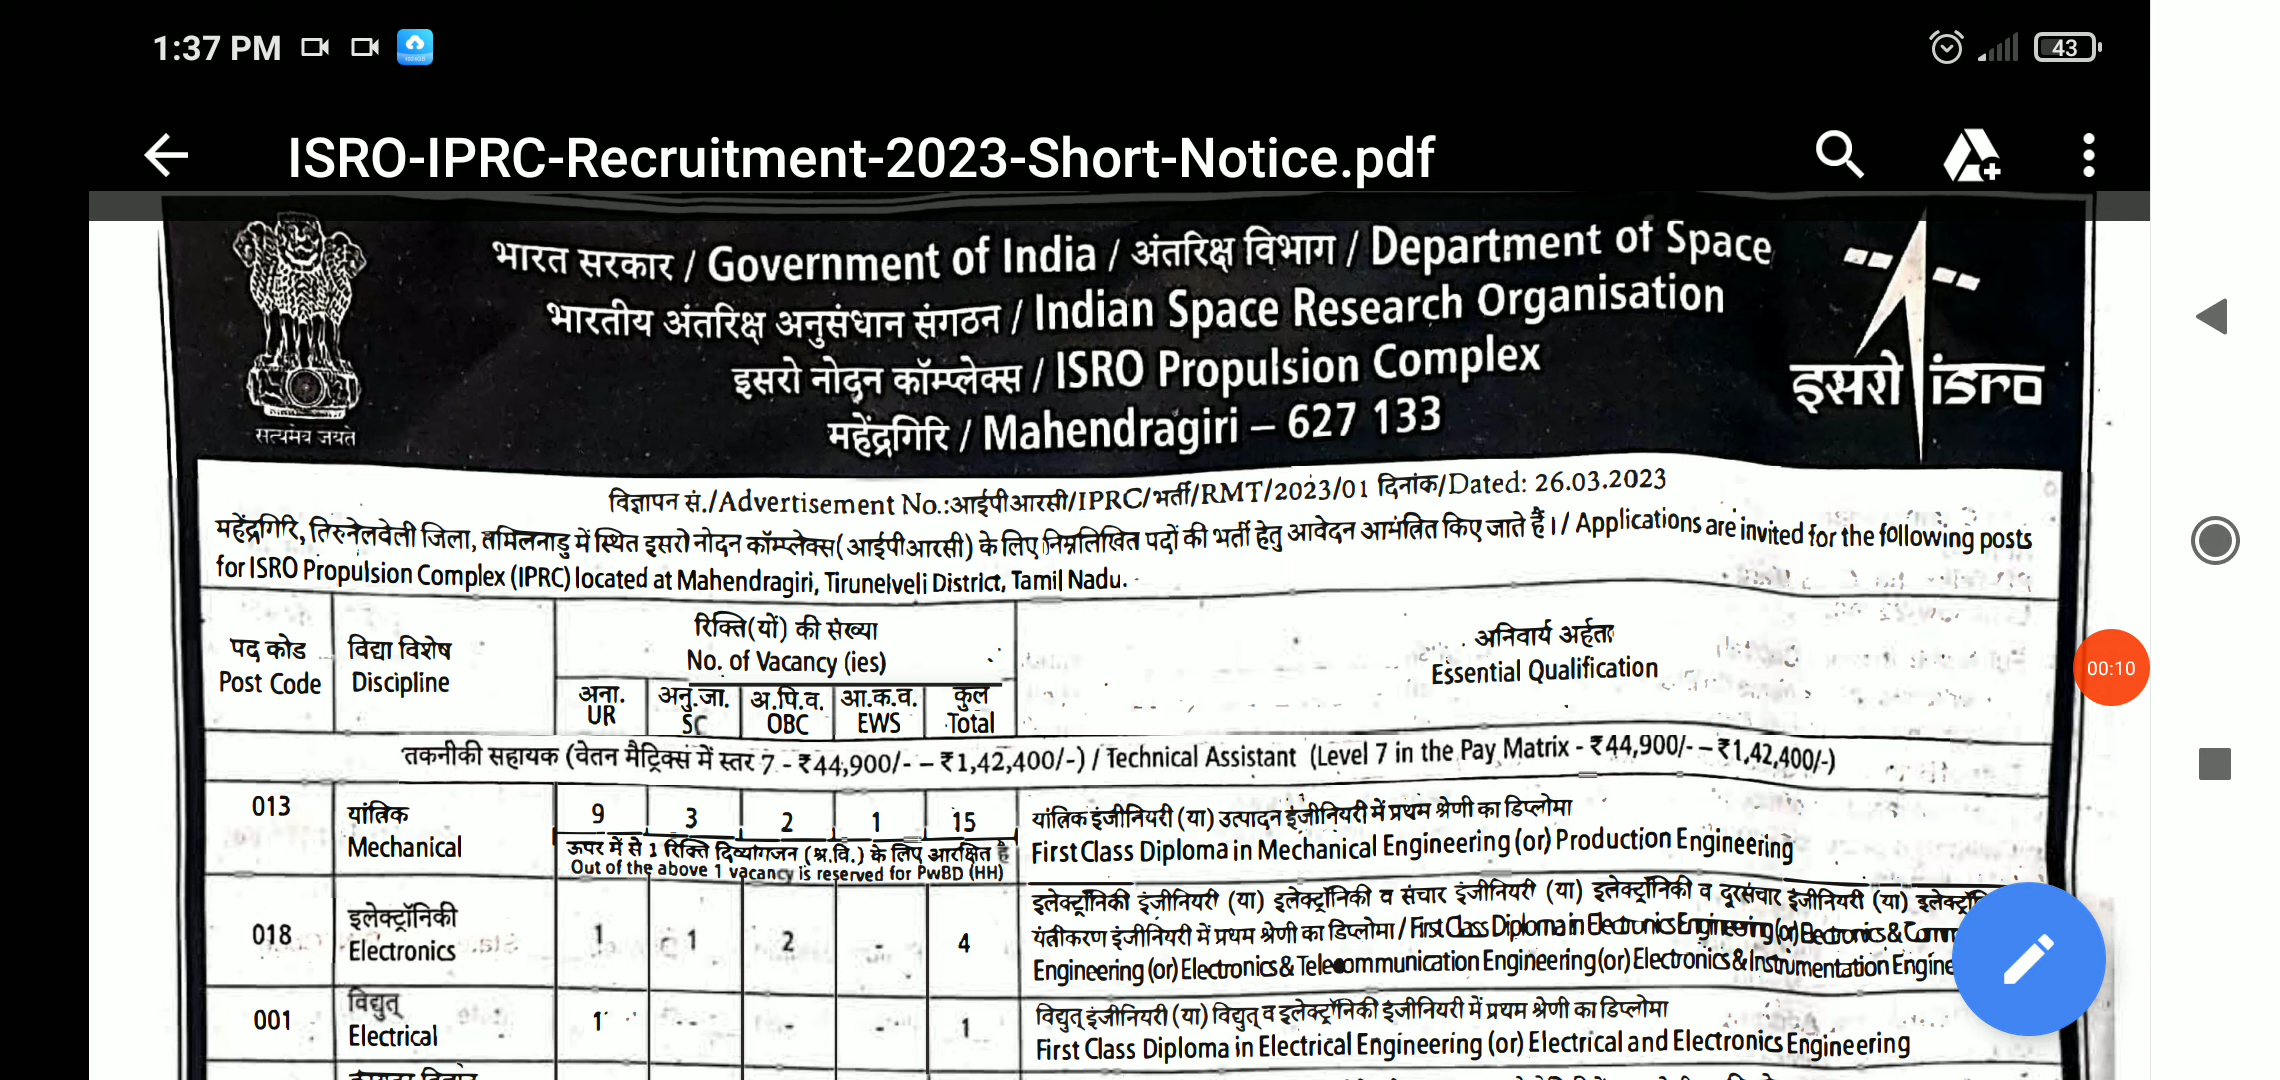 1:37 PM
43
ISRO-IPRC-Recruitment-2023-Short-Notice.pdf
भारत सरकार / Government of India / अंतरिक्ष विभाग / Department of Space
भारतीय अंतरिक्ष अनुसंधान संगठन / Indian Space Research Organisation
इसरो नोदन कॉम्प्लेक्स / ISRO Propulsion Complex
महेंद्रगिरि / Mahendragiri – 627 133
सत्यमेव जयते
इसरो isro
विज्ञापन सं./Advertisement No.:आईपीआरसी/IPRC/भर्ती/RMT/2023/01 दिनांक/Dated: 26.03.2023
महेंद्रगिरि, तिरुनेलवेली जिला, तमिलनाडु में स्थित इसरो नोदन कॉम्प्लेक्स(आईपीआरसी) के लिए निम्नलिखित पदों की भर्ती हेतु आवेदन आमंत्रित किए जाते हैं। / Applications are invited for the following posts
for ISRO Propulsion Complex (IPRC) located at Mahendragiri, Tirunelveli District, Tamil Nadu.
पद कोड
Post Code
विद्या विशेष
Discipline
रिक्ति(यों) की संख्या
No. of Vacancy (ies)
अना. अनु.जा. अ.पि.व. आ.क.व. कुल
UR SC OBC EWS Total
अनिवार्य अर्हता
Essential Qualification
00:10
तकनीकी सहायक (वेतन मैट्रिक्स में स्तर 7 - ₹44,900/- – ₹1,42,400/-) / Technical Assistant (Level 7 in the Pay Matrix - ₹44,900/- – ₹1,42,400/-)
013
यांत्रिक
Mechanical
9 3 2 1 15
ऊपर में से 1 रिक्ति दिव्यांगजन (श्र.वि.) के लिए आरक्षित है
Out of the above 1 vacancy is reserved for PwBD (HH)
यांत्रिक इंजीनियरी (या) उत्पादन इंजीनियरी में प्रथम श्रेणी का डिप्लोमा
First Class Diploma in Mechanical Engineering (or) Production Engineering
018
इलेक्ट्रॉनिकी
Electronics
1 1 2 - 4
इलेक्ट्रॉनिकी इंजीनियरी (या) इलेक्ट्रॉनिकी व संचार इंजीनियरी (या) इलेक्ट्रॉनिकी व दूरसंचार इंजीनियरी (या)
यंत्रीकरण इंजीनियरी में प्रथम श्रेणी का डिप्लोमा / First Class Diploma in Electronics Engineering (or) Electronics &
Engineering (or) Electronics & Telecommunication Engineering (or) Electronics & Instrumentation
001
विद्युत्
Electrical
1 - - - 1
विद्युत् इंजीनियरी (या) विद्युत् व इलेक्ट्रॉनिकी इंजीनियरी में प्रथम श्रेणी का डिप्लोमा
First Class Diploma in Electrical Engineering (or) Electrical and Electronics Engineering